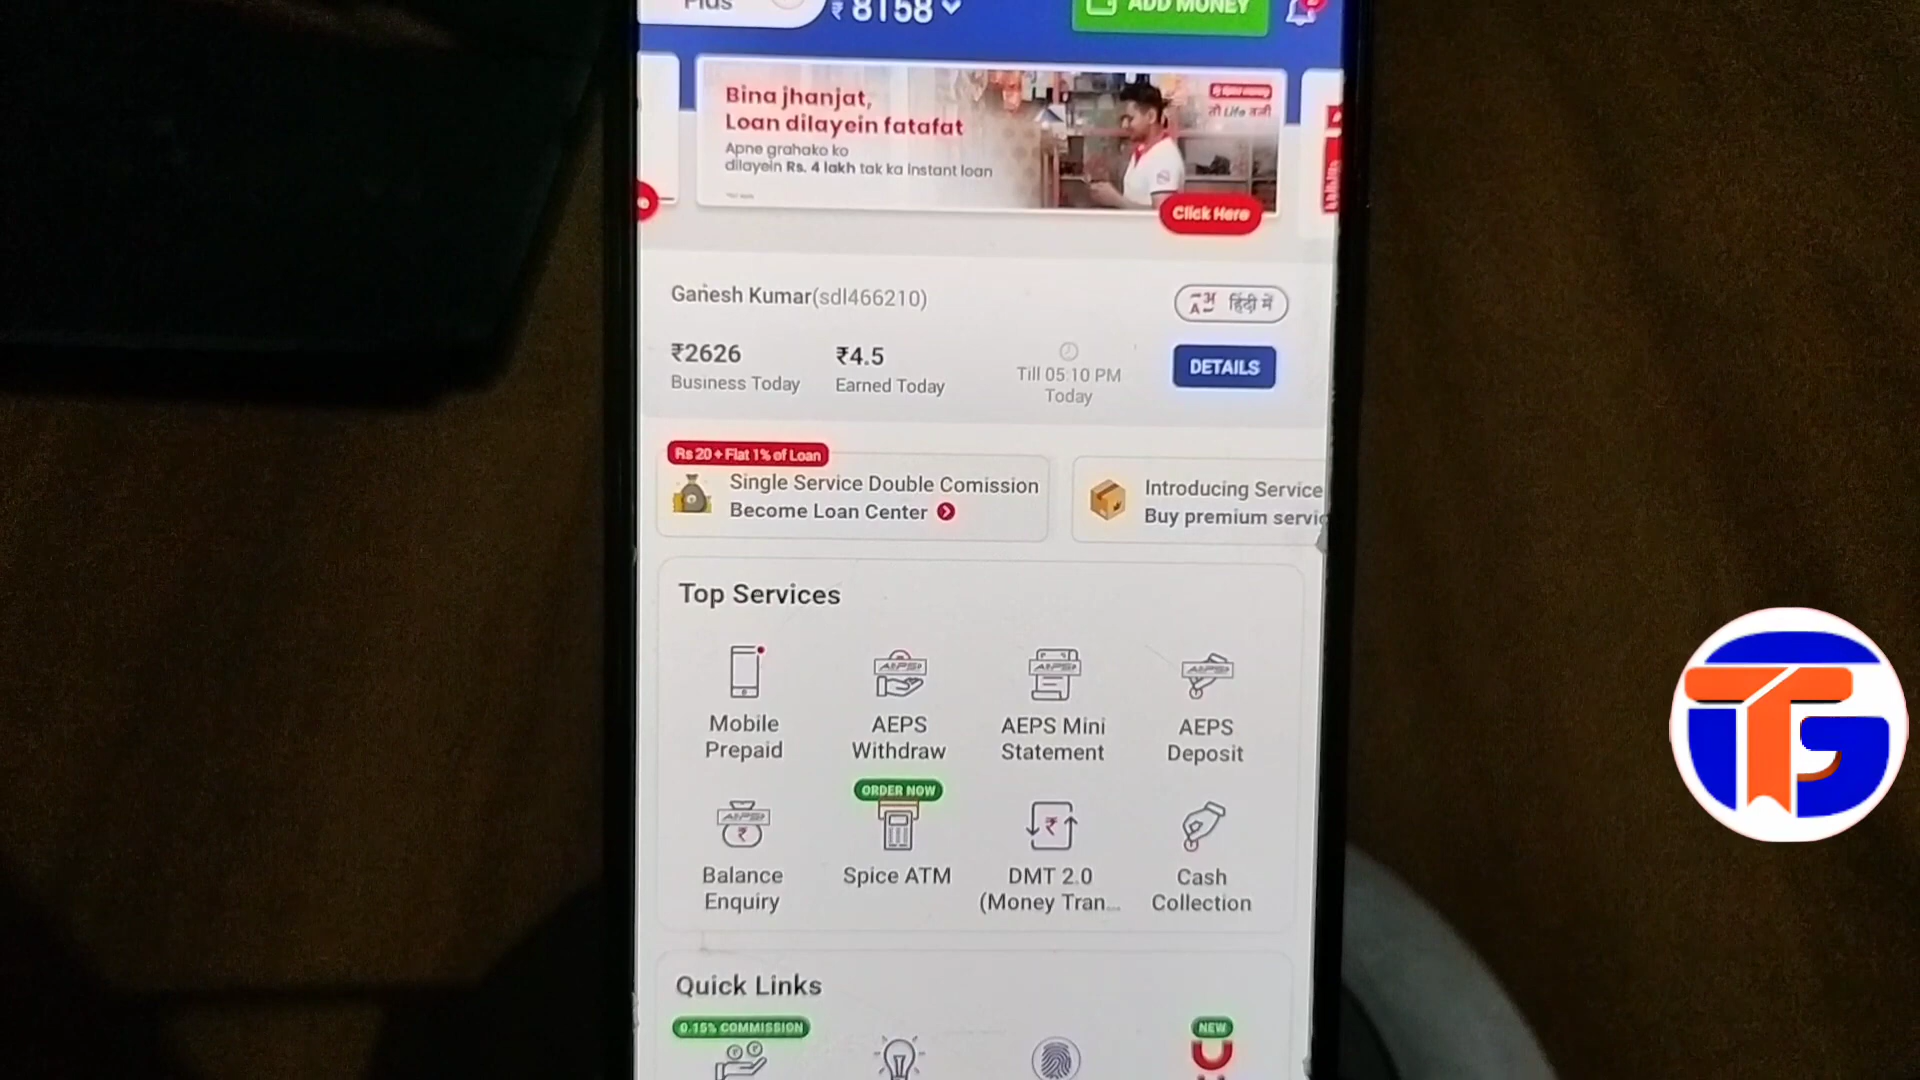 Plus
₹ 8158
ADD MONEY
Bina jhanjat,
Loan dilayein fatafat
Apne grahako ko
dilayein Rs. 4 lakh tak ka instant loan
Click Here
Ganesh Kumar(sdl466210)
हिंदी में
₹2626
Business Today
₹4.5
Earned Today
Till 05:10 PM
Today
DETAILS
Rs 20 + Flat 1% of Loan
Single Service Double Comission
Become Loan Center
Introducing Service
Buy premium servic
Top Services
Mobile
Prepaid
AEPS
Withdraw
AEPS Mini
Statement
AEPS
Deposit
Balance
Enquiry
ORDER NOW
Spice ATM
DMT 2.0
(Money Tran...
Cash
Collection
Quick Links
0.15% COMMISSION
NEW
TG